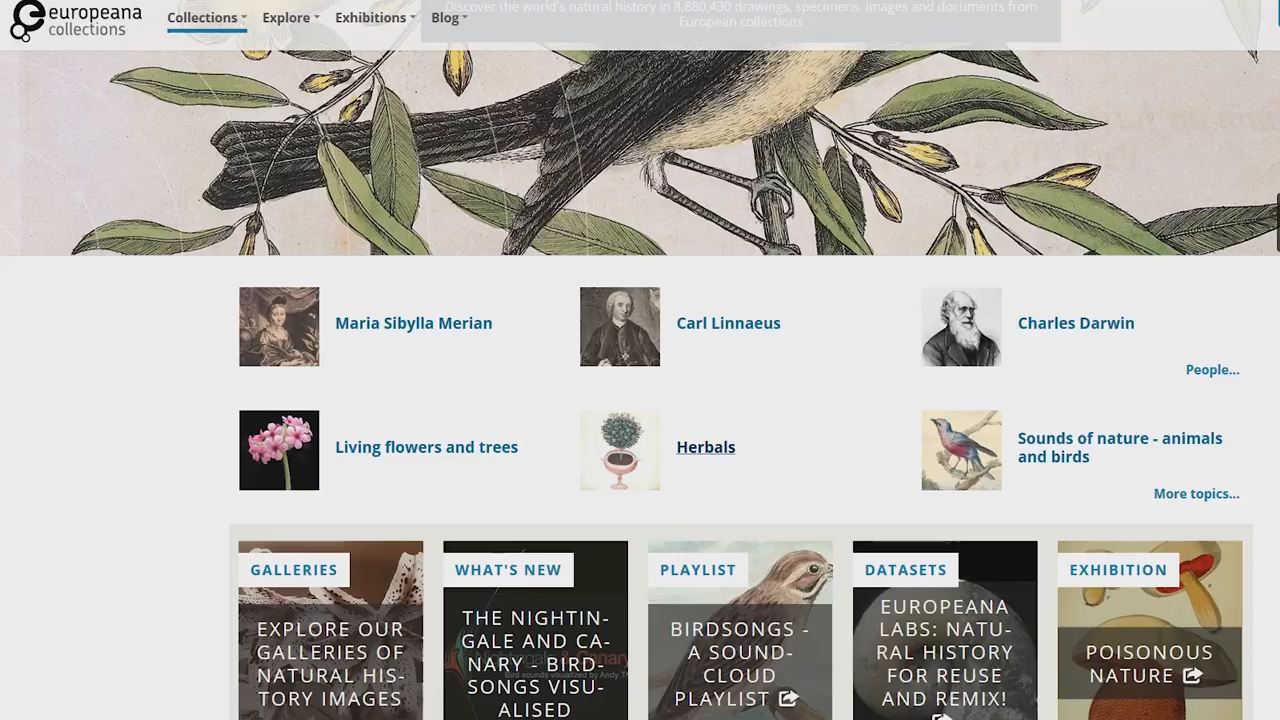 europeana
collections
Collections
Explore
Exhibitions
Blog
Discover the world's natural history in 8,880,430 drawings, specimens, images and documents from
European collections
Maria Sibylla Merian
Carl Linnaeus
Charles Darwin
People...
Living flowers and trees
Herbals
Sounds of nature - animals
and birds
More topics...
GALLERIES
EXPLORE OUR
GALLERIES OF
NATURAL HIS-
TORY IMAGES
WHAT'S NEW
THE NIGHTIN-
GALE AND CA-
NARY - BIRD-
SONGS VISU-
ALISED
PLAYLIST
BIRDSONGS -
A SOUND-
CLOUD
PLAYLIST
DATASETS
EUROPEANA
LABS: NATU-
RAL HISTORY
FOR REUSE
AND REMIX!
EXHIBITION
POISONOUS
NATURE